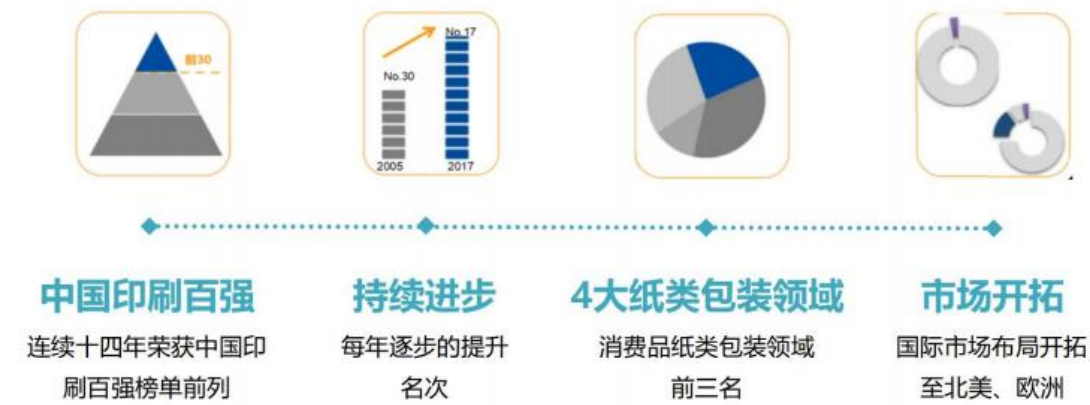 前30
No.17
No.30
2005
2017
中国印刷百强
连续十四年荣获中国印
刷百强榜单前列
持续进步
每年逐步的提升
名次
4大纸类包装领域
消费品纸类包装领域
前三名
市场开拓
国际市场布局开拓
至北美、欧洲